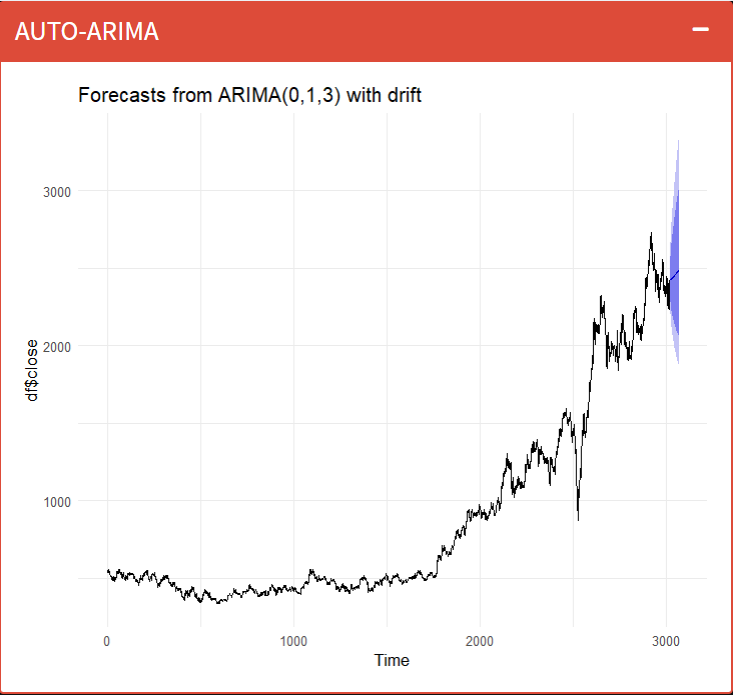 AUTO-ARIMA
Forecasts from ARIMA(0,1,3) with drift
3000
2000
1000
df$close
0 1000 2000 3000
Time